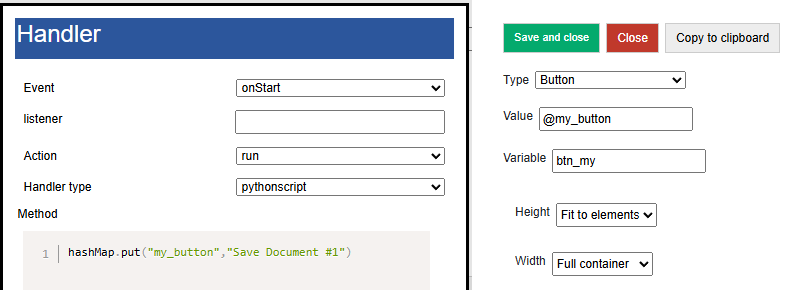 Handler
Event onStart
listener
Action run
Handler type pythonscript
Method
1 hashMap.put("my_button","Save Document #1")
Save and close Close Copy to clipboard
Type Button
Value @my_button
Variable btn_my
Height Fit to elements
Width Full container